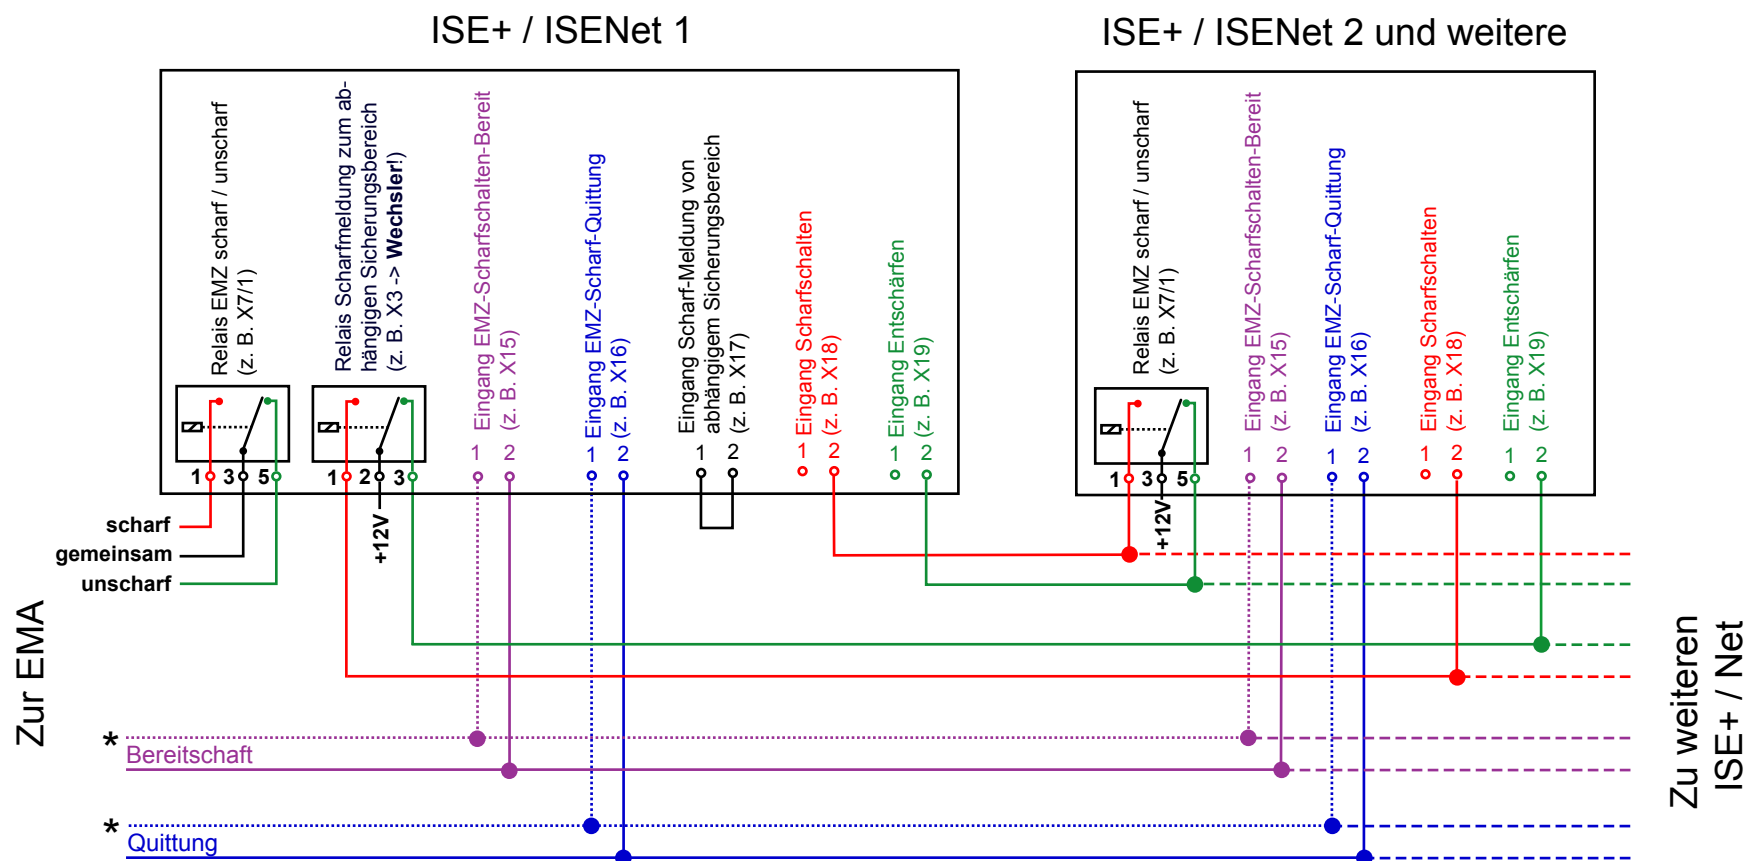 ISE+ / ISENet 1
ISE+ / ISENet 2 und weitere
Relais EMZ scharf / unscharf
(z. B. X7/1)
Relais Scharfmeldung zum ab-
hängigen Sicherungsbereich
(z. B. X3 -> Wechsler!)
Eingang EMZ-Scharfschalten-Bereit
(z. B. X15)
Eingang EMZ-Scharf-Quittung
(z. B. X16)
Eingang Scharf-Meldung von
abhängigem Sicherungsbereich
(z. B. X17)
Eingang Scharfschalten
(z. B. X18)
Eingang Entschärfen
(z. B. X19)
Relais EMZ scharf / unscharf
(z. B. X7/1)
Eingang EMZ-Scharfschalten-Bereit
(z. B. X15)
Eingang EMZ-Scharf-Quittung
(z. B. X16)
Eingang Scharfschalten
(z. B. X18)
Eingang Entschärfen
(z. B. X19)
1 3 5
1 2 3
1 2
1 2
1 2
1 2
1 2
1 3 5
1 2
1 2
1 2
1 2
+12V
+12V
scharf
gemeinsam
unscharf
Zur EMA
Zu weiteren
ISE+ / Net
*
Bereitschaft
*
Quittung